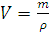 V = m/ρ